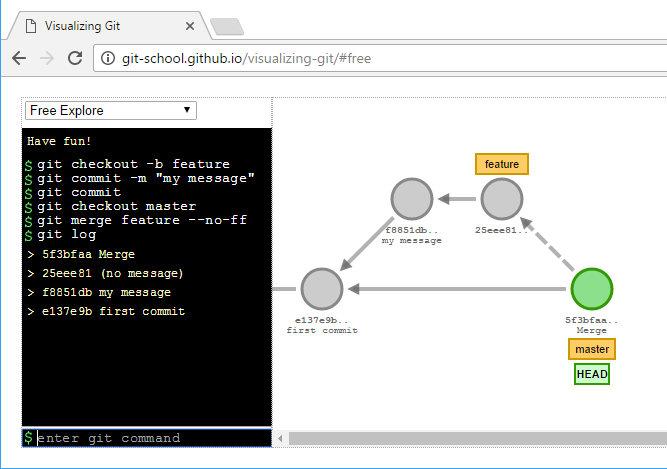 Visualizing Git
git-school.github.io/visualizing-git/#free
Free Explore
Have fun!
$ git checkout -b feature
$ git commit -m "my message"
$ git commit
$ git checkout master
$ git merge feature --no-ff
$ git log
> 5f3bfaa Merge
> 25eee81 (no message)
> f8851db my message
> e137e9b first commit
$ enter git command
feature
f8851db..
my message
25eee81..
e137e9b..
first commit
5f3bfaa..
Merge
master
HEAD